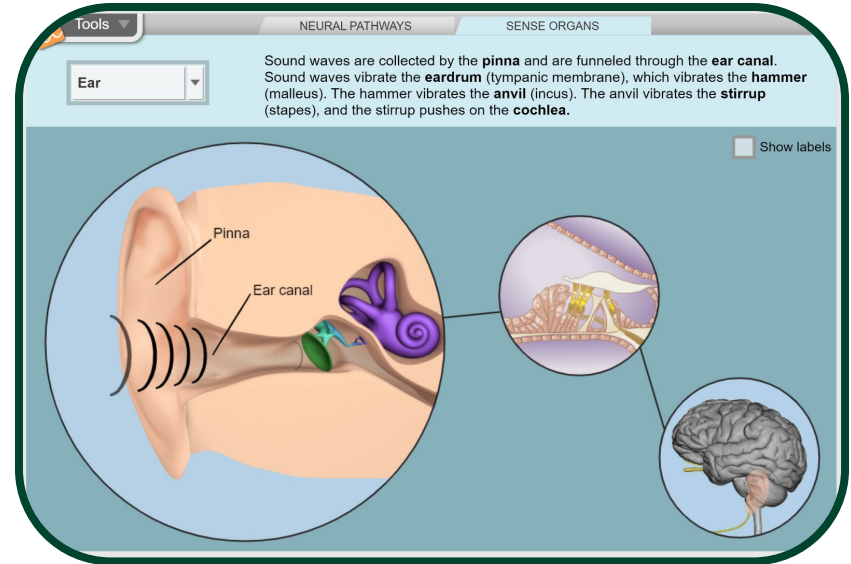 Tools
NEURAL PATHWAYS
SENSE ORGANS
Ear
Sound waves are collected by the pinna and are funneled through the ear canal.
Sound waves vibrate the eardrum (tympanic membrane), which vibrates the hammer
(malleus). The hammer vibrates the anvil (incus). The anvil vibrates the stirrup
(stapes), and the stirrup pushes on the cochlea.
Show labels
Pinna
Ear canal